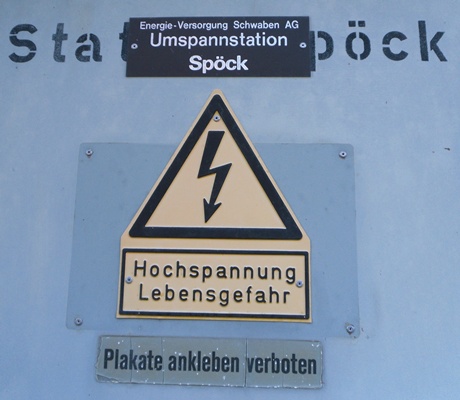 Energie-Versorgung Schwaben AG
Umspannstation
Spöck
Stat pöck
Hochspannung
Lebensgefahr
Plakate ankleben verboten